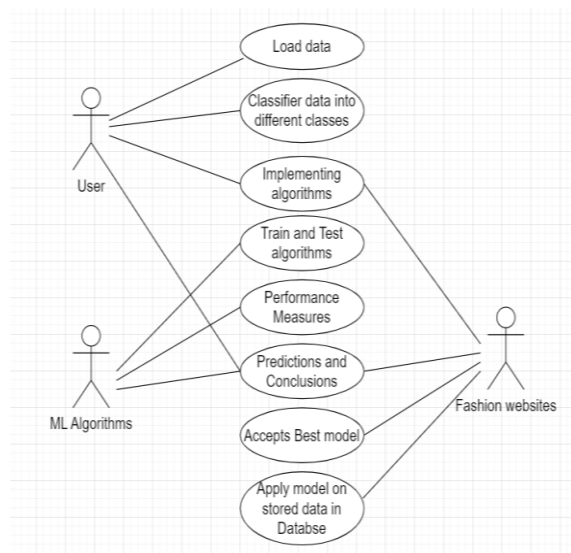 Load data
Classifier data into
different classes
Implementing
algorithms
User
Train and Test
algorithms
Performance
Measures
Predictions and
Conclusions
ML Algorithms
Fashion websites
Accepts Best model
Apply model on
stored data in
Databse